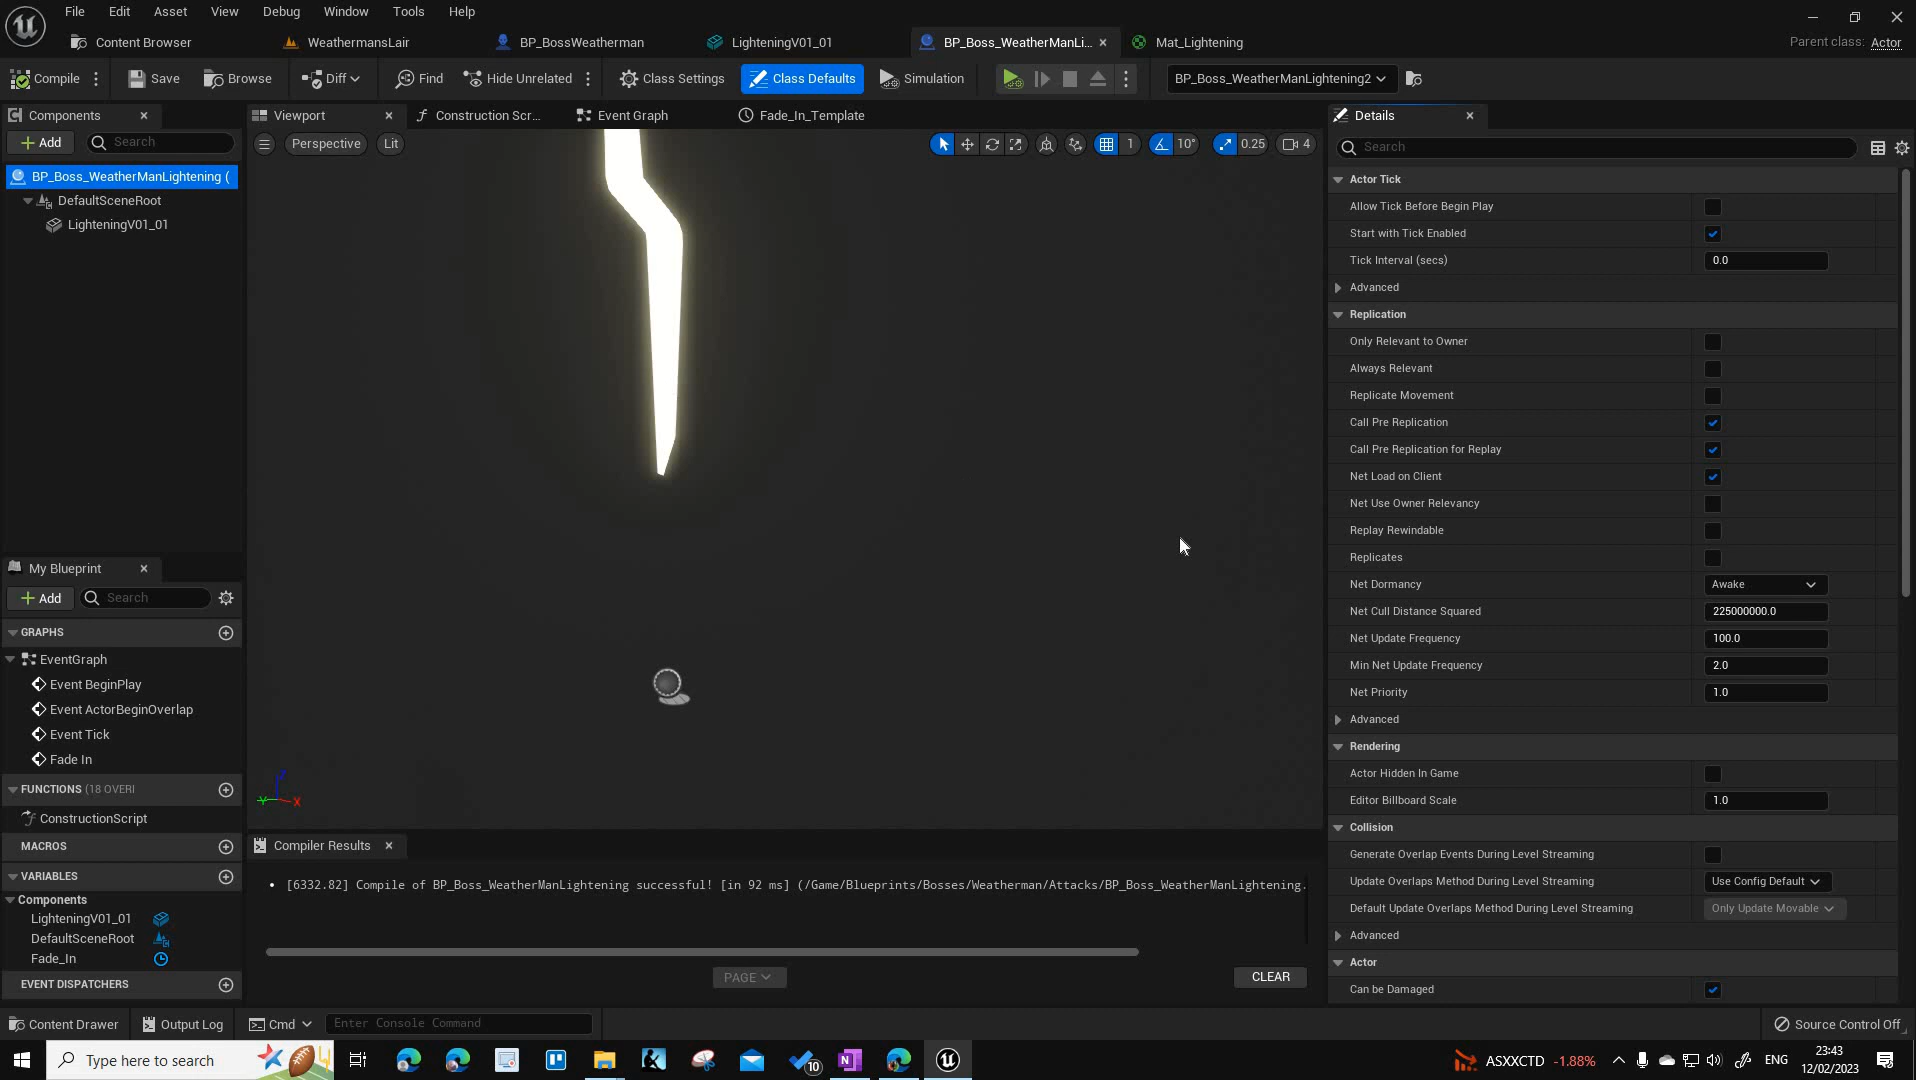 File Edit Asset View Debug Window Tools Help
Content Browser WeathermansLair BP_BossWeatherman LighteningV01_01 BP_Boss_WeatherManLi... Mat_Lightening Parent class: Actor
Compile Save Browse Diff Find Hide Unrelated Class Settings Class Defaults Simulation BP_Boss_WeatherManLightening2
Components Viewport Construction Scr... Event Graph Fade_In_Template Details
Add Search Perspective Lit 1 10° 0.25 4 Search
BP_Boss_WeatherManLightening (
DefaultSceneRoot
LighteningV01_01
Actor Tick
Allow Tick Before Begin Play
Start with Tick Enabled
Tick Interval (secs) 0.0
Advanced
Replication
Only Relevant to Owner
Always Relevant
Replicate Movement
Call Pre Replication
Call Pre Replication for Replay
Net Load on Client
Net Use Owner Relevancy
Replay Rewindable
Replicates
Net Dormancy Awake
Net Cull Distance Squared 225000000.0
Net Update Frequency 100.0
Min Net Update Frequency 2.0
Net Priority 1.0
Advanced
Rendering
Actor Hidden In Game
Editor Billboard Scale 1.0
Collision
Generate Overlap Events During Level Streaming
Update Overlaps Method During Level Streaming Use Config Default
Default Update Overlaps Method During Level Streaming Only Update Movable
Advanced
Actor
Can be Damaged
My Blueprint
Add Search
GRAPHS
EventGraph
Event BeginPlay
Event ActorBeginOverlap
Event Tick
Fade In
FUNCTIONS (18 OVERI
ConstructionScript
MACROS
VARIABLES
Components
LighteningV01_01
DefaultSceneRoot
Fade_In
EVENT DISPATCHERS
Z
Y X
Compiler Results
[6332.82] Compile of BP_Boss_WeatherManLightening successful! [in 92 ms] (/Game/Blueprints/Bosses/Weatherman/Attacks/BP_Boss_WeatherManLightening.
PAGE CLEAR
Content Drawer Output Log Cmd Enter Console Command Source Control Off
Type here to search 10 ASXXCTD -1.88% ENG 23:43
12/02/2023